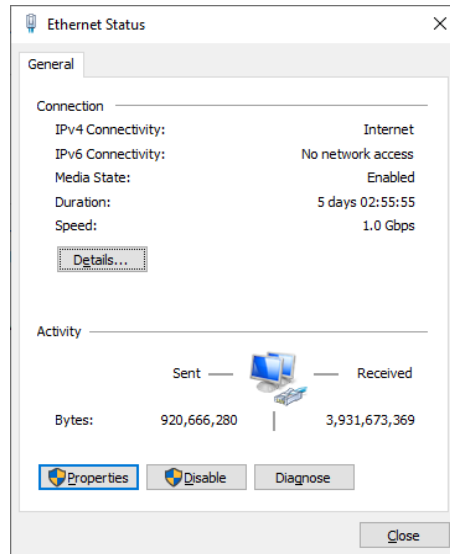 Ethernet Status
General
Connection
IPv4 Connectivity: Internet
IPv6 Connectivity: No network access
Media State: Enabled
Duration: 5 days 02:55:55
Speed: 1.0 Gbps
Details...
Activity
Sent Received
Bytes: 920,666,280 3,931,673,369
Properties Disable Diagnose
Close